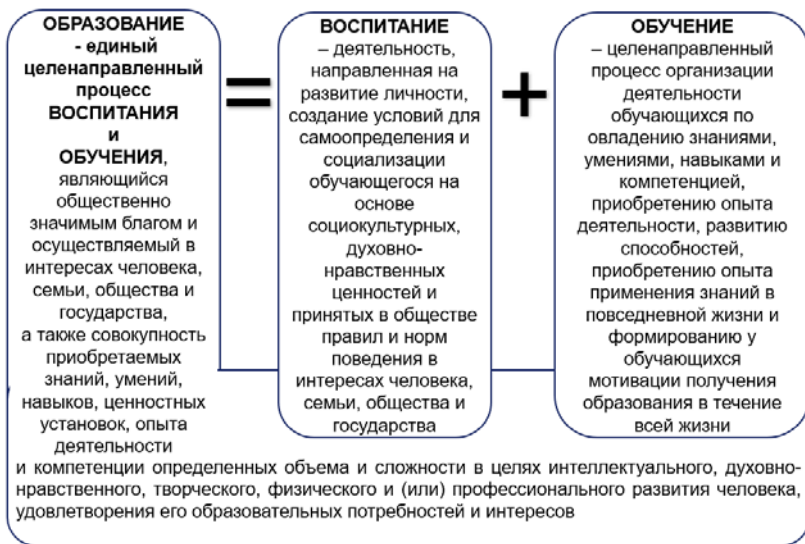 ОБРАЗОВАНИЕ
- единый
целенаправленный
процесс
ВОСПИТАНИЯ
и
ОБУЧЕНИЯ,
являющийся
общественно
значимым благом и
осуществляемый в
интересах человека,
семьи, общества и
государства,
а также совокупность
приобретаемых
знаний, умений,
навыков, ценностных
установок, опыта
деятельности
и компетенции определенных объема и сложности в целях интеллектуального, духовно-
нравственного, творческого, физического и (или) профессионального развития человека,
удовлетворения его образовательных потребностей и интересов
=
ВОСПИТАНИЕ
– деятельность,
направленная на
развитие личности,
создание условий для
самоопределения и
социализации
обучающегося на
основе
социокультурных,
духовно-
нравственных
ценностей и
принятых в обществе
правил и норм
поведения в
интересах человека,
семьи, общества и
государства
+
ОБУЧЕНИЕ
– целенаправленный
процесс организации
деятельности
обучающихся по
овладению знаниями,
умениями, навыками и
компетенцией,
приобретению опыта
деятельности, развитию
способностей,
приобретению опыта
применения знаний в
повседневной жизни и
формированию у
обучающихся
мотивации получения
образования в течение
всей жизни